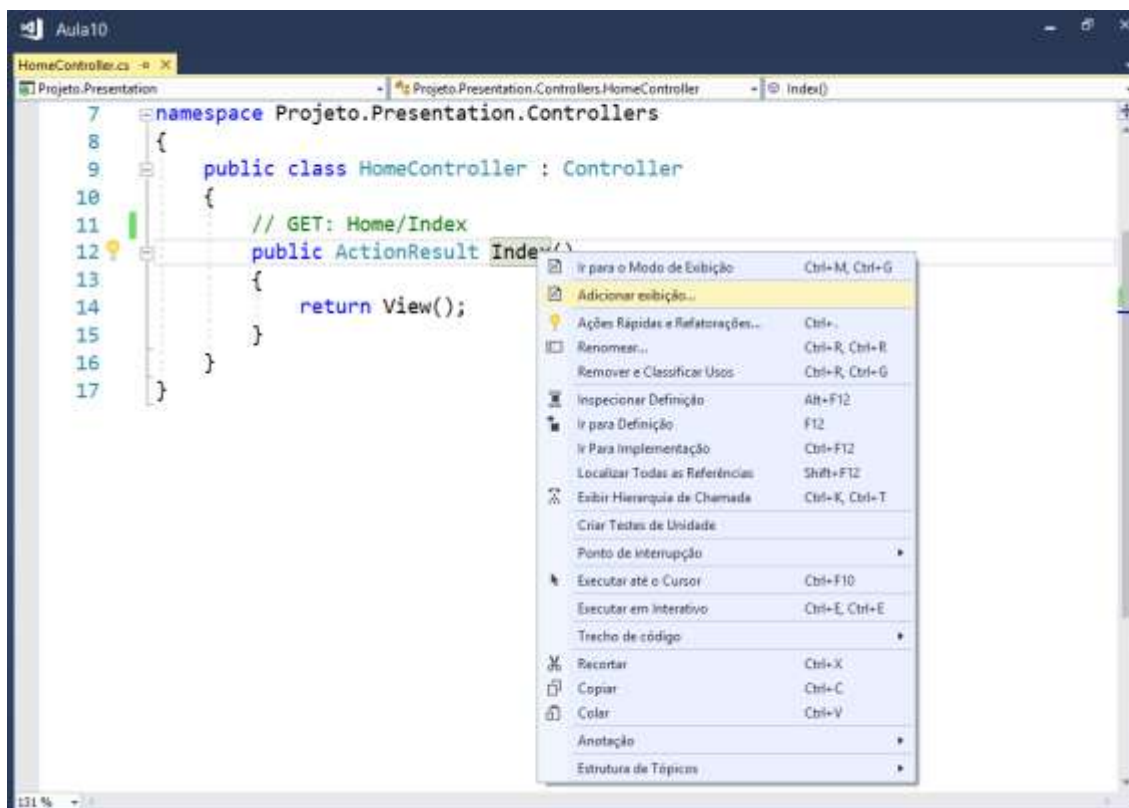 Aula10
HomeController.cs
Projeto.Presentation Projeto.Presentation.Controllers.HomeController Index()
7 namespace Projeto.Presentation.Controllers
8 {
9 public class HomeController : Controller
10 {
11 // GET: Home/Index
12 public ActionResult Index()
13 {
14 return View();
15 }
16 }
17 }
Ir para o Modo de Exibição Ctrl+M, Ctrl+G
Adicionar exibição...
Ações Rápidas e Refatorações... Ctrl+.
Renomear... Ctrl+R, Ctrl+R
Remover e Classificar Usos Ctrl+R, Ctrl+G
Inspecionar Definição Alt+F12
Ir para Definição F12
Ir Para Implementação Ctrl+F12
Localizar Todas as Referências Shift+F12
Exibir Hierarquia de Chamada Ctrl+K, Ctrl+T
Criar Testes de Unidade
Ponto de interrupção
Executar até o Cursor Ctrl+F10
Executar em Interativo Ctrl+E, Ctrl+E
Trecho de código
Recortar Ctrl+X
Copiar Ctrl+C
Colar Ctrl+V
Anotação
Estrutura de Tópicos
131 %